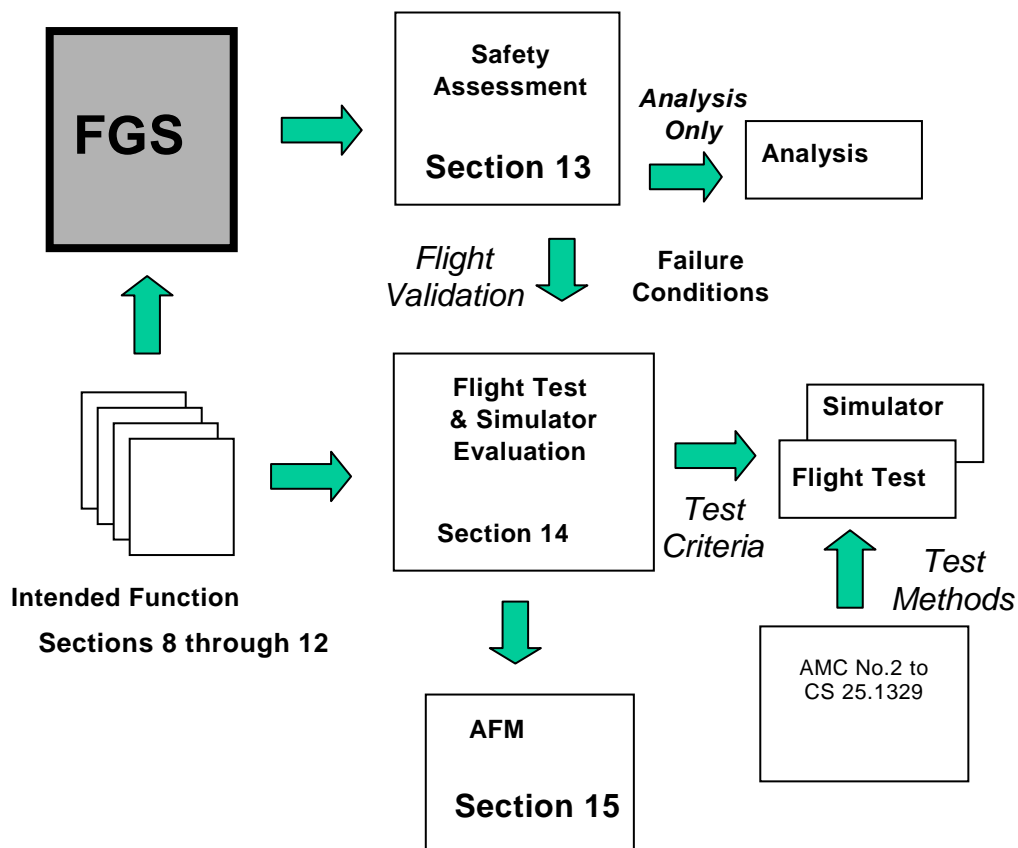 FGS
Safety
Assessment
Section 13
Analysis
Only
Analysis
Flight
Validation
Failure
Conditions
Intended Function
Sections 8 through 12
Flight Test
& Simulator
Evaluation
Section 14
Test
Criteria
Simulator
Flight Test
Test
Methods
AMC No.2 to
CS 25.1329
AFM
Section 15